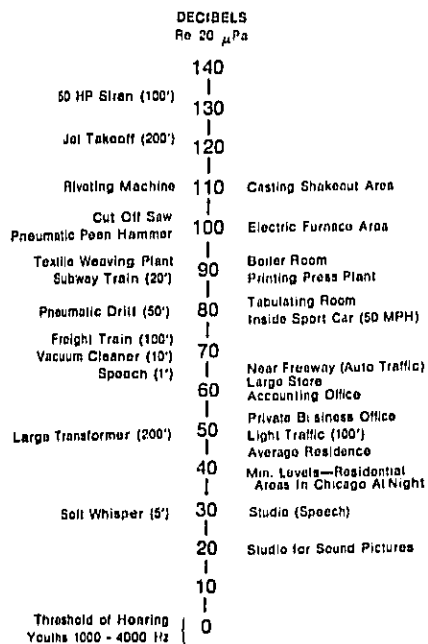 DECIBELS
Re 20 μPa
140
50 HP Siren (100')
130
Jet Takeoff (200')
120
Riveting Machine 110 Casting Shakeout Area
Cut Off Saw
Pneumatic Peen Hammer 100 Electric Furnace Area
Textile Weaving Plant Boiler Room
Subway Train (20') 90 Printing Press Plant
Pneumatic Drill (50') 80 Tabulating Room
Inside Sport Car (50 MPH)
Freight Train (100')
Vacuum Cleaner (10') 70
Speech (1') Near Freeway (Auto Traffic)
Large Store
60 Accounting Office
Private Business Office
Large Transformer (200') 50 Light Traffic (100')
Average Residence
40 Min. Levels—Residential
Areas In Chicago At Night
Soft Whisper (5') 30 Studio (Speech)
20 Studio for Sound Pictures
10
Threshold of Hearing
Youths 1000 - 4000 Hz { 0